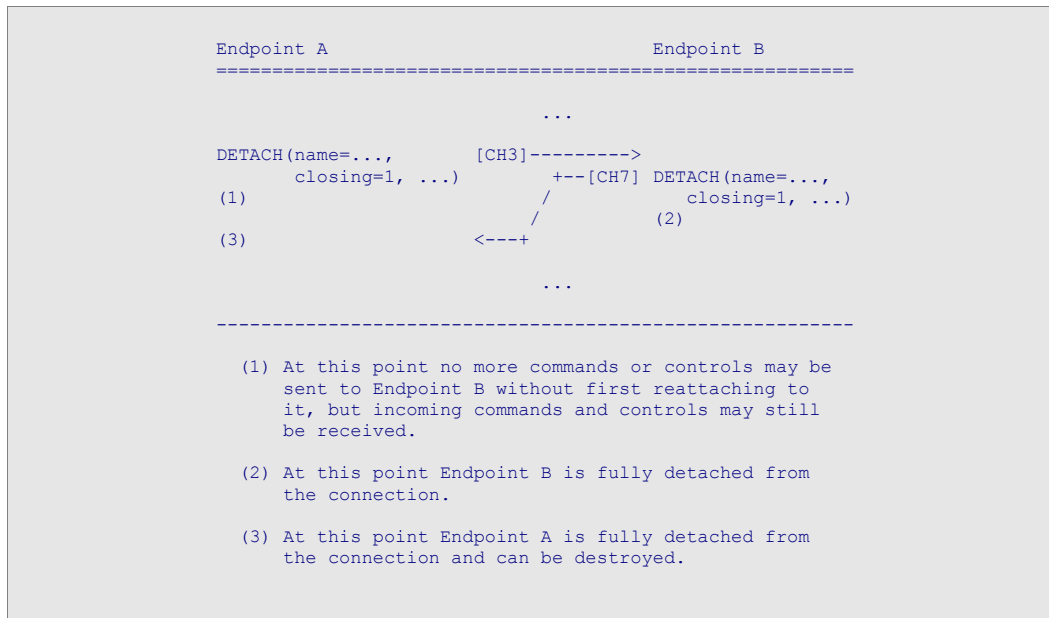 Endpoint A                             Endpoint B
=========================================================
...
DETACH(name=...,       [CH3]--------->
       closing=1, ...)        +--[CH7] DETACH(name=...,
(1)                          /            closing=1, ...)
                            /          (2)
(3)                    <---+
...
---------------------------------------------------------
(1) At this point no more commands or controls may be
sent to Endpoint B without first reattaching to
it, but incoming commands and controls may still
be received.
(2) At this point Endpoint B is fully detached from
the connection.
(3) At this point Endpoint A is fully detached from
the connection and can be destroyed.